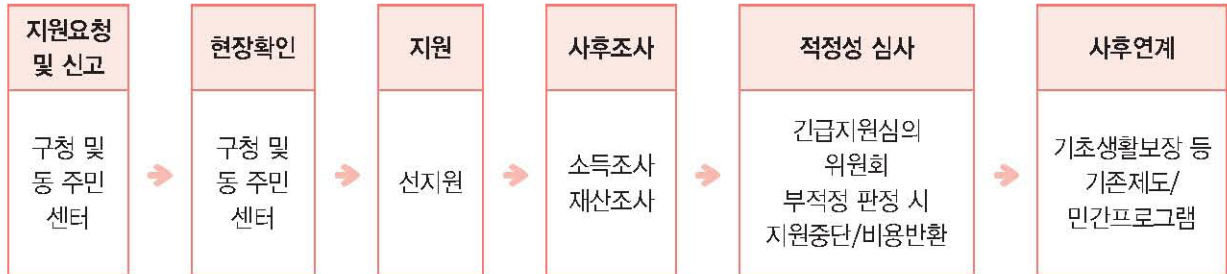 지원요청
및 신고
구청 및
동 주민
센터
현장확인
구청 및
동 주민
센터
지원
선지원
사후조사
소득조사
재산조사
적정성 심사
긴급지원심의
위원회
부적정 판정 시
지원중단/비용반환
사후연계
기초생활보장 등
기존제도/
민간프로그램